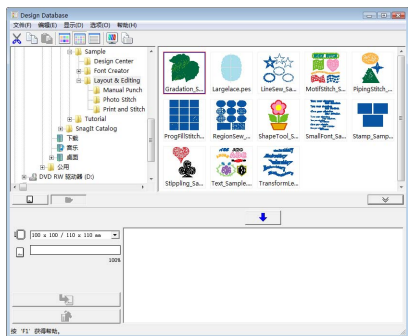 Design Database
文件(F) 编辑(E) 显示(D) 选项(O) 帮助(H)
Sample
Design Center
Font Creator
Layout & Editing
Manual Punch
Photo Stitch
Print and Stitch
Tutorial
SnagIt Catalog
下载
音乐
桌面
公用
DVD RW 驱动器 (D:)
Gradation_S... Largelace.pes LineSew_Sa... MotifStitch_S... PipingStitch_...
ProgFillStitch... RegionSew_... ShapeTool_S... SmallFont_Sa... Stamp_Samp...
Stippling_Sa... Text_Sample... TransformLe...
100 x 100 / 110 x 110 mm
100%
按 'F1' 获得帮助。